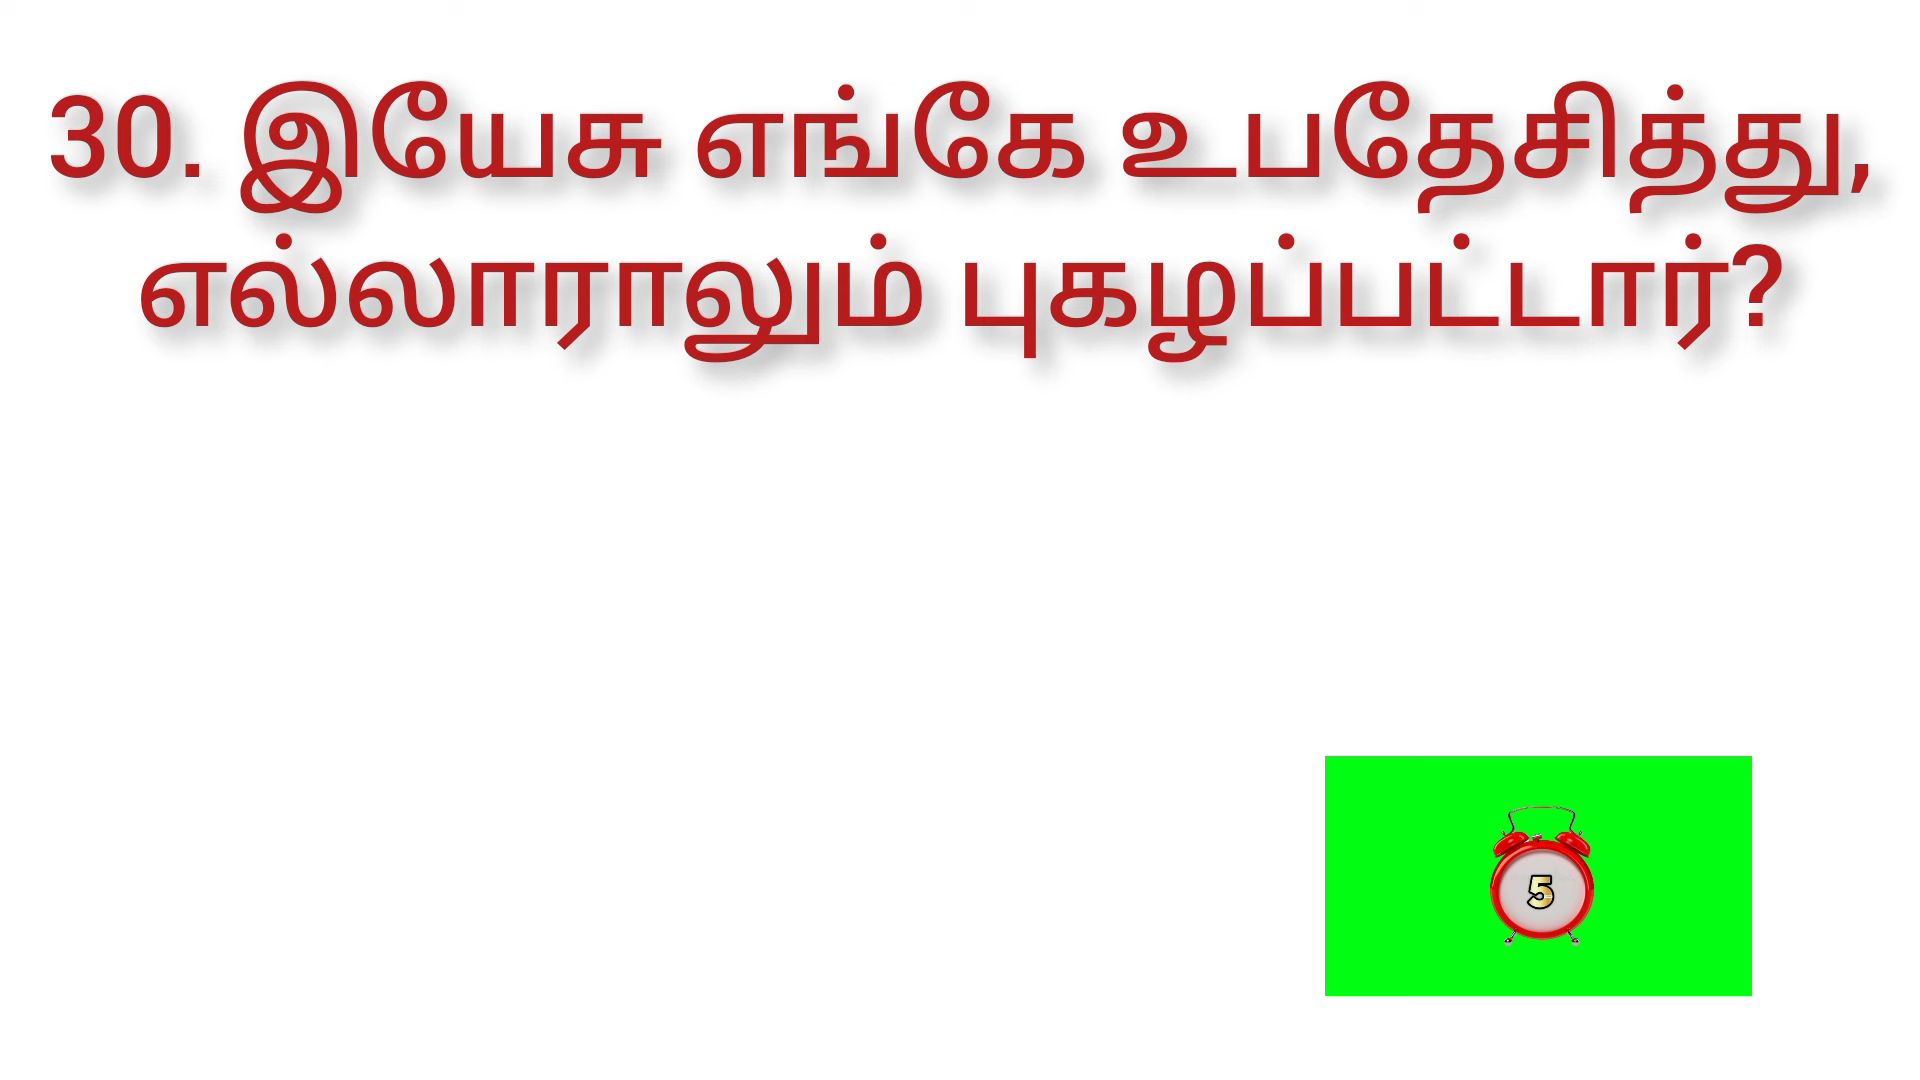 30. இயேசு எங்கே உபதேசித்து,
எல்லாராலும் புகழப்பட்டார்?
5